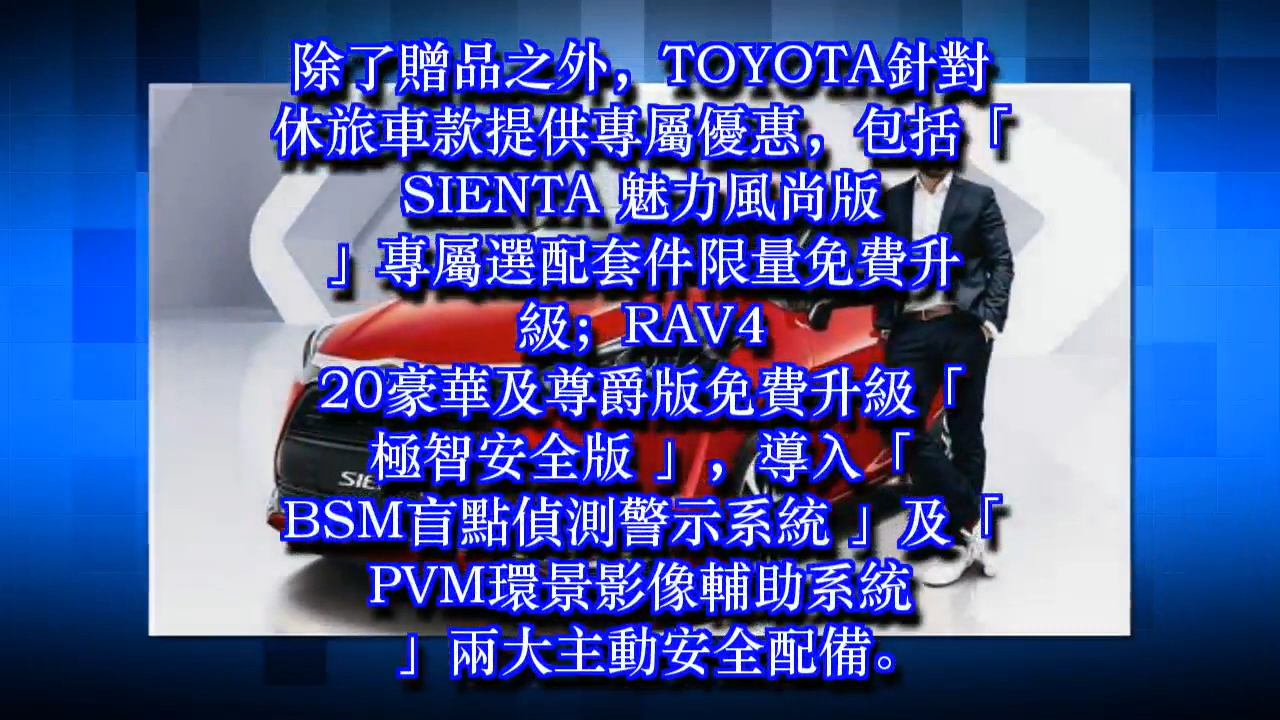 除了贈品之外，TOYOTA針對
休旅車款提供專屬優惠，包括「
SIENTA 魅力風尚版
」專屬選配套件限量免費升
級；RAV4
20豪華及尊爵版免費升級「
極智安全版 」，導入「
BSM盲點偵測警示系統 」及「
PVM環景影像輔助系統
」兩大主動安全配備。
SIE